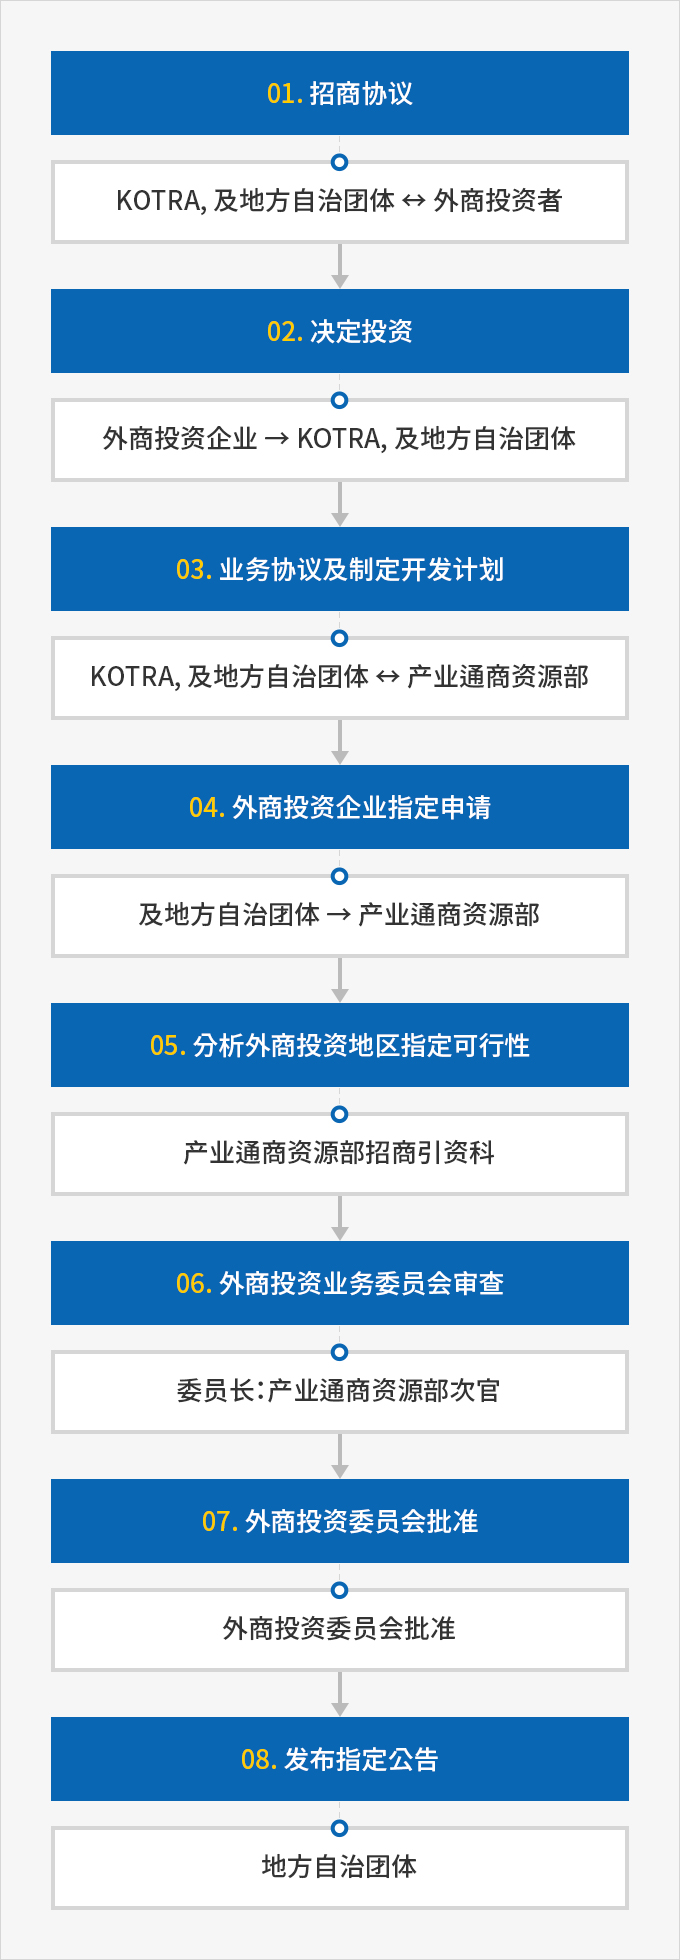 01. 招商协议
KOTRA, 及地方自治团体 ↔ 外商投资者
02. 决定投资
外商投资企业 → KOTRA, 及地方自治团体
03. 业务协议及制定开发计划
KOTRA, 及地方自治团体 ↔ 产业通商资源部
04. 外商投资企业指定申请
及地方自治团体 → 产业通商资源部
05. 分析外商投资地区指定可行性
产业通商资源部招商引资科
06. 外商投资业务委员会审查
委员长：产业通商资源部次官
07. 外商投资委员会批准
外商投资委员会批准
08. 发布指定公告
地方自治团体